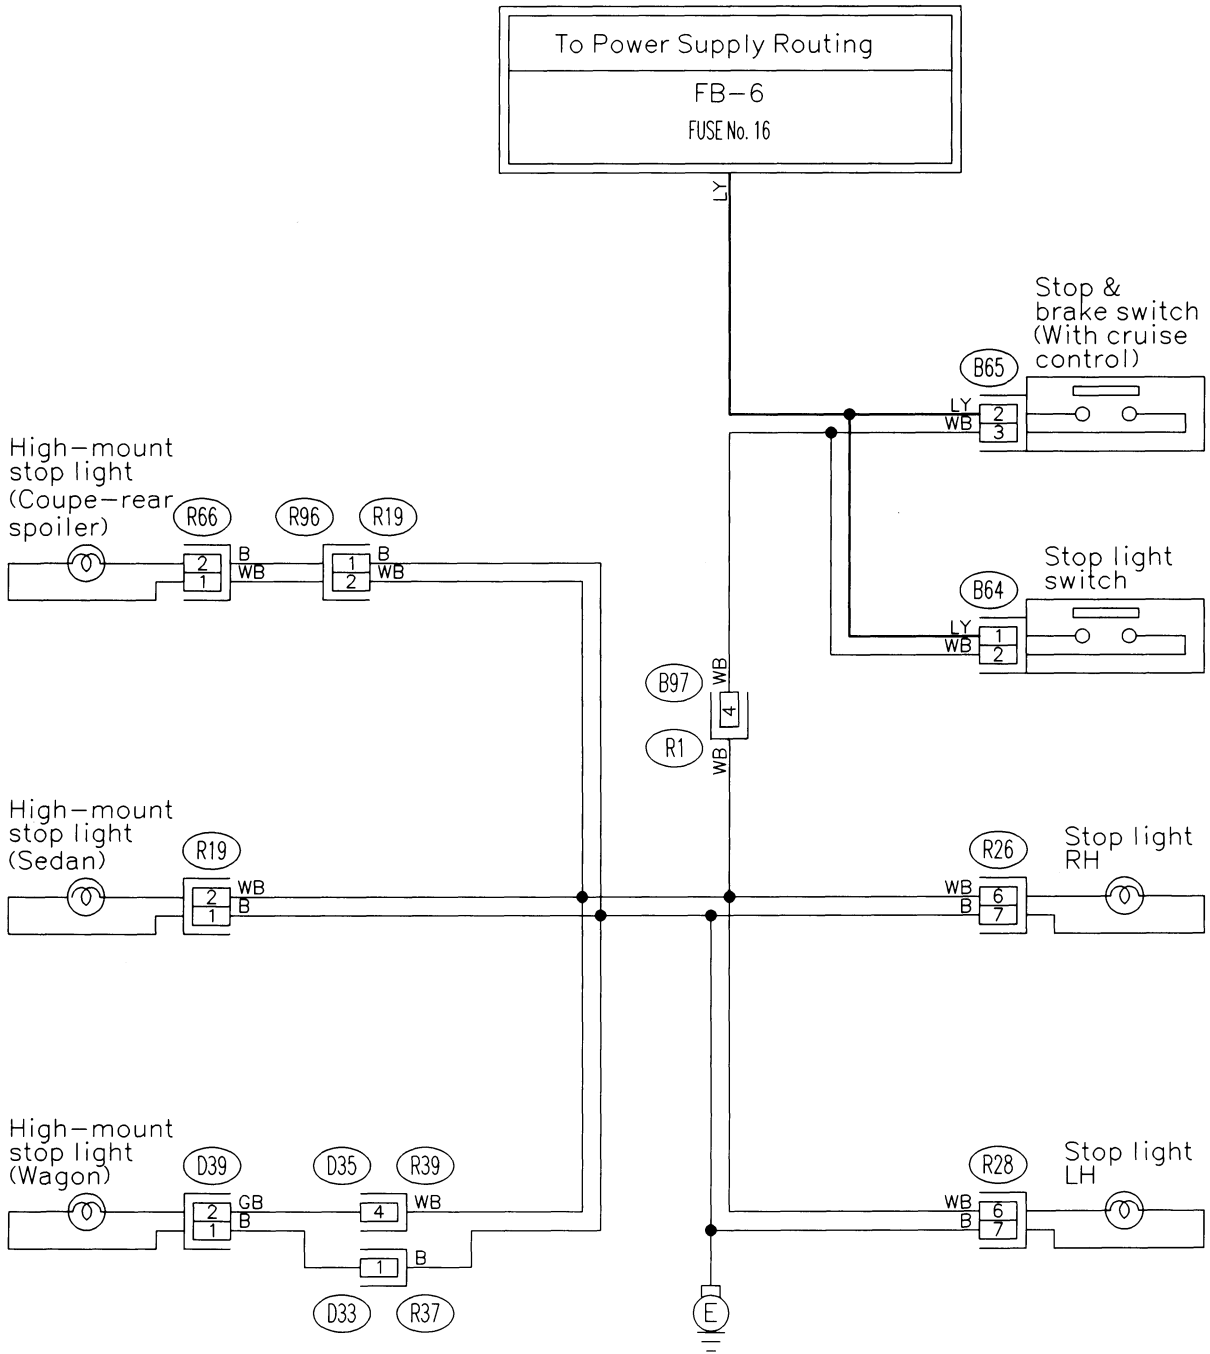 To Power Supply Routing
FB-6
FUSE No. 16
LY
Stop &
brake switch
(With cruise
control)
B65
LY
WB
2
3
High-mount
stop light
(Coupe-rear
spoiler)
R66
R96
R19
2
1
B
WB
1
2
B
WB
Stop light
switch
B64
LY
WB
1
2
WB
B97
4
R1
WB
High-mount
stop light
(Sedan)
R19
2
1
WB
B
R26
Stop light
RH
WB
B
6
7
High-mount
stop light
(Wagon)
D39
2
1
GB
B
D35
R39
4
WB
1
B
D33
R37
R28
Stop light
LH
WB
B
6
7
E